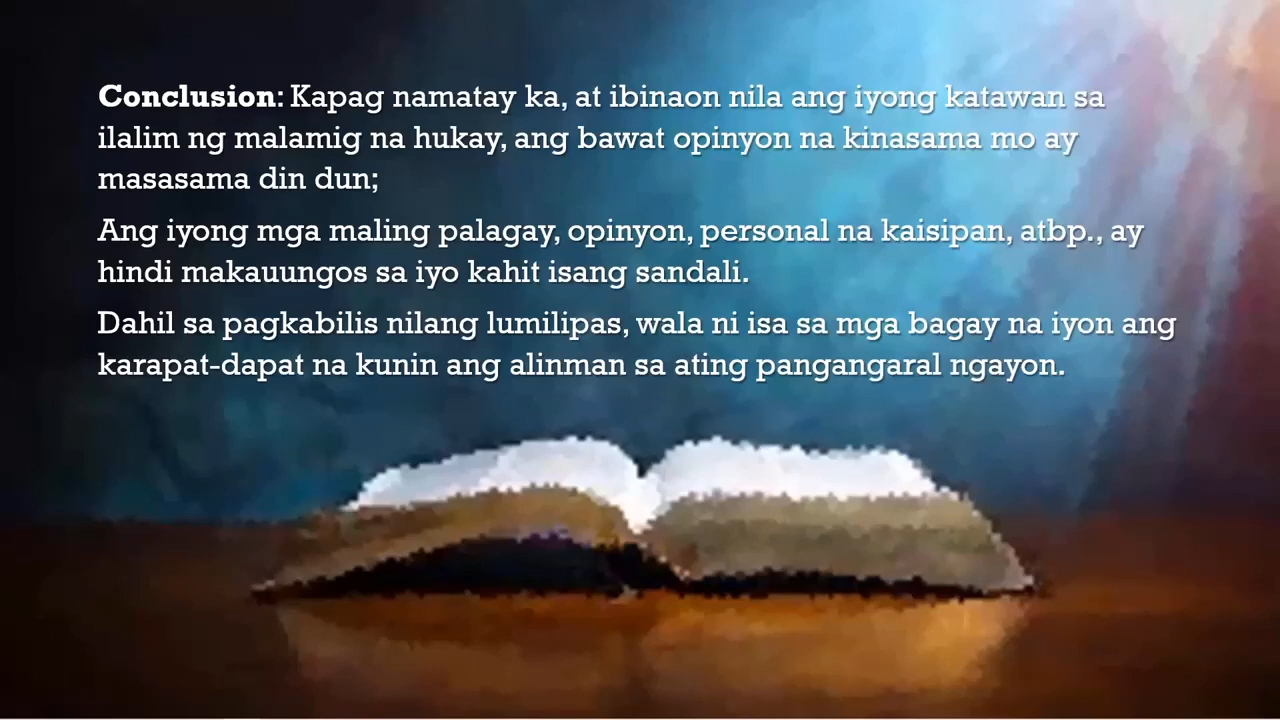 Conclusion: Kapag namatay ka, at ibinaon nila ang iyong katawan sa
ilalim ng malamig na hukay, ang bawat opinyon na kinasama mo ay
masasama din dun;
Ang iyong mga maling palagay, opinyon, personal na kaisipan, atbp., ay
hindi makauungos sa iyo kahit isang sandali.
Dahil sa pagkabilis nilang lumilipas, wala ni isa sa mga bagay na iyon ang
karapat-dapat na kunin ang alinman sa ating pangangaral ngayon.